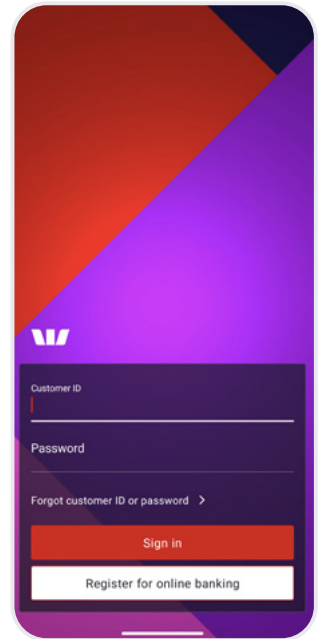 Customer ID
Password
Forgot customer ID or password
Sign in
Register for online banking